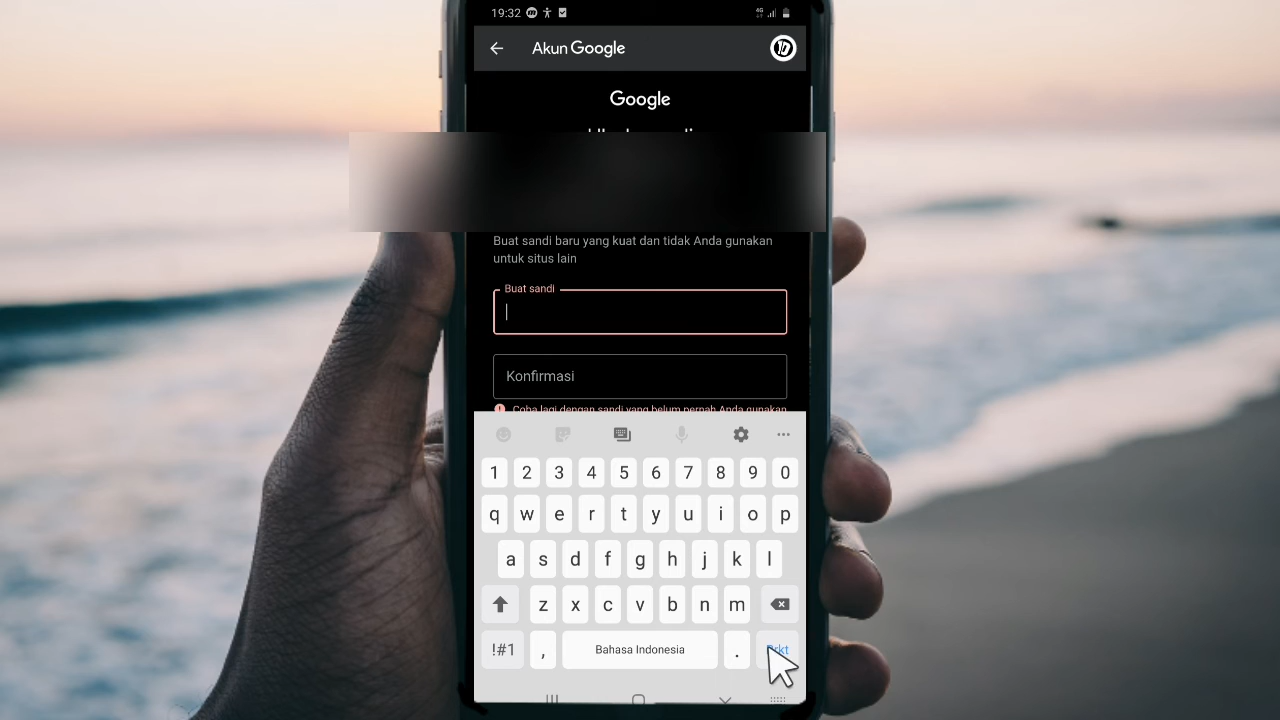 19:32
4G
Akun Google
Google
Buat sandi baru yang kuat dan tidak Anda gunakan
untuk situs lain
Buat sandi
Konfirmasi
Coba lagi dengan sandi yang belum pernah Anda gunakan
1 2 3 4 5 6 7 8 9 0
q w e r t y u i o p
a s d f g h j k l
z x c v b n m
!#1 , Bahasa Indonesia .